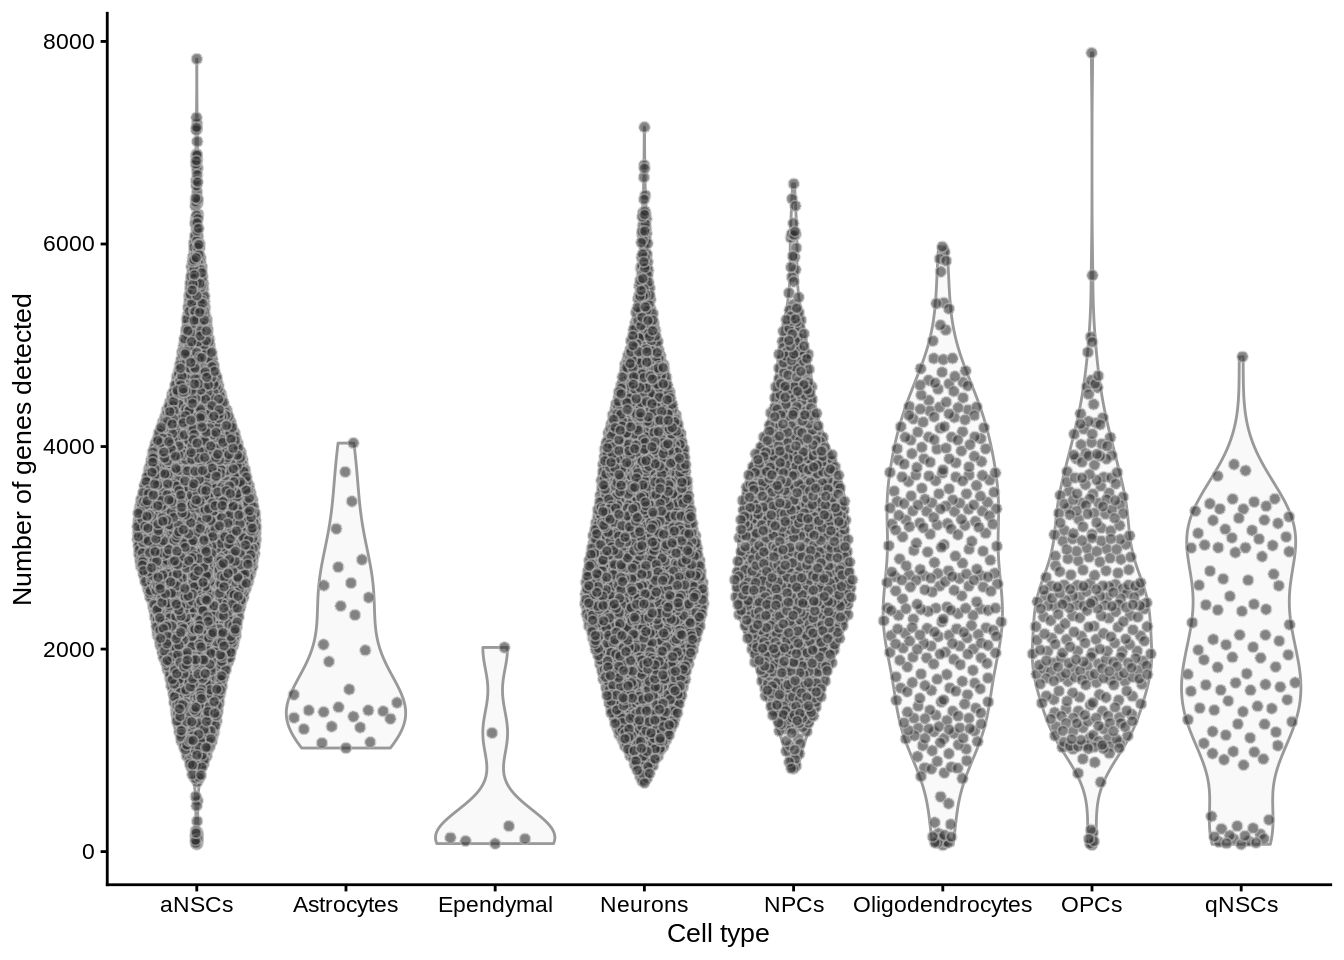 Number of genes detected
8000
6000
4000
2000
0
aNSCs Astrocytes Ependymal Neurons NPCs Oligodendrocytes OPCs qNSCs
Cell type